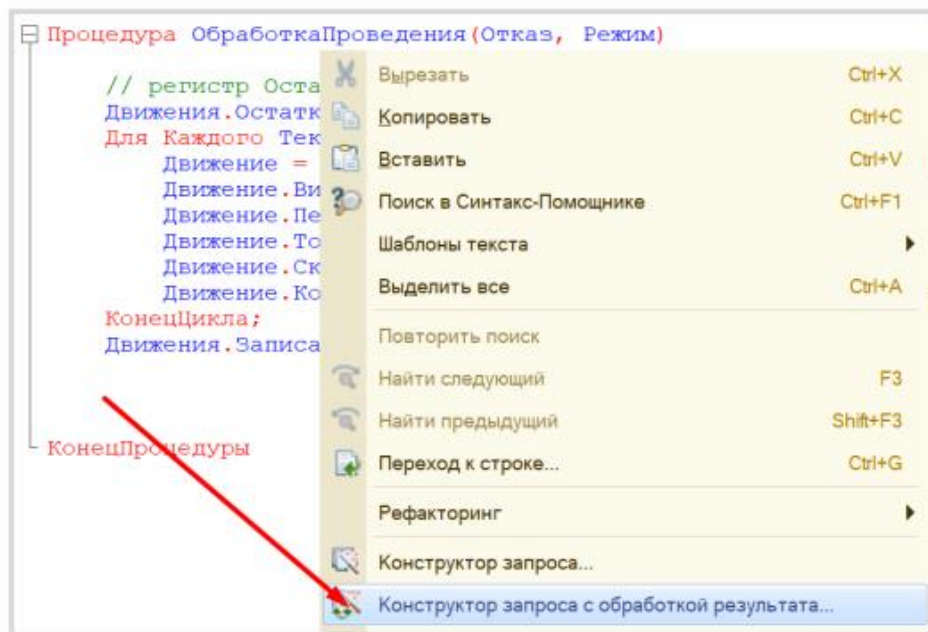 Процедура ОбработкаПроведения(Отказ, Режим)
// регистр Оста
Движения.Остатк
Для Каждого Тек
Движение =
Движение.Ви
Движение.Пе
Движение.То
Движение.Ск
Движение.Ко
КонецЦикла;
Движения.Записа
КонецПроцедуры
Вырезать Ctrl+X
Копировать Ctrl+C
Вставить Ctrl+V
Поиск в Синтакс-Помощнике Ctrl+F1
Шаблоны текста
Выделить все Ctrl+A
Повторить поиск
Найти следующий F3
Найти предыдущий Shift+F3
Переход к строке... Ctrl+G
Рефакторинг
Конструктор запроса...
Конструктор запроса с обработкой результата...